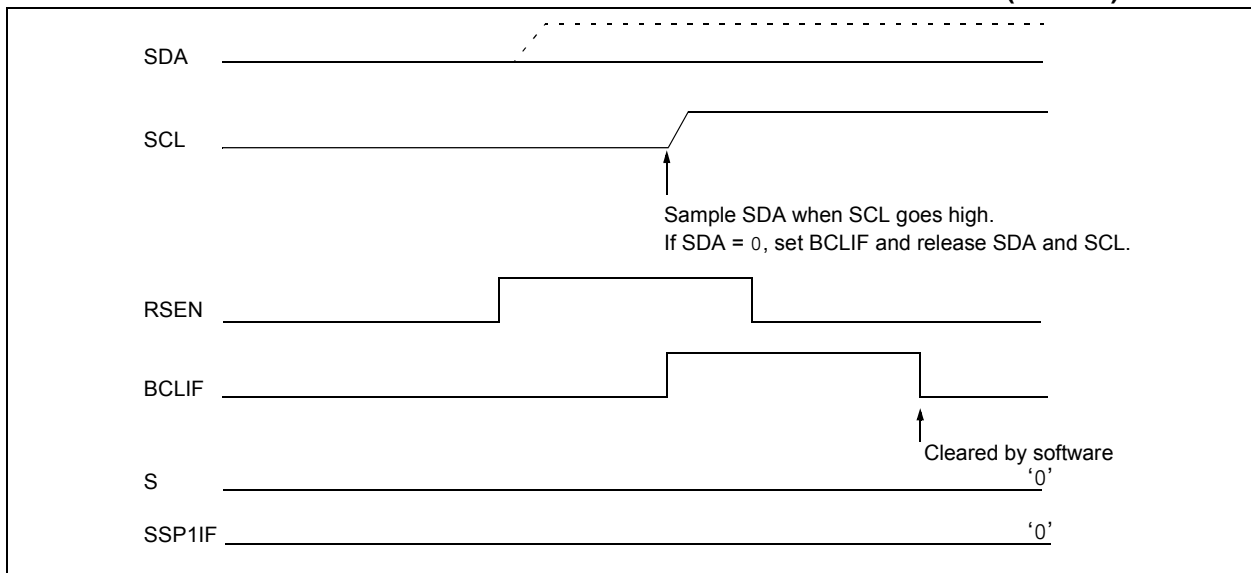 SDA
SCL
Sample SDA when SCL goes high.
If SDA = 0, set BCLIF and release SDA and SCL.
RSEN
BCLIF
Cleared by software
S
‘0’
SSP1IF
‘0’